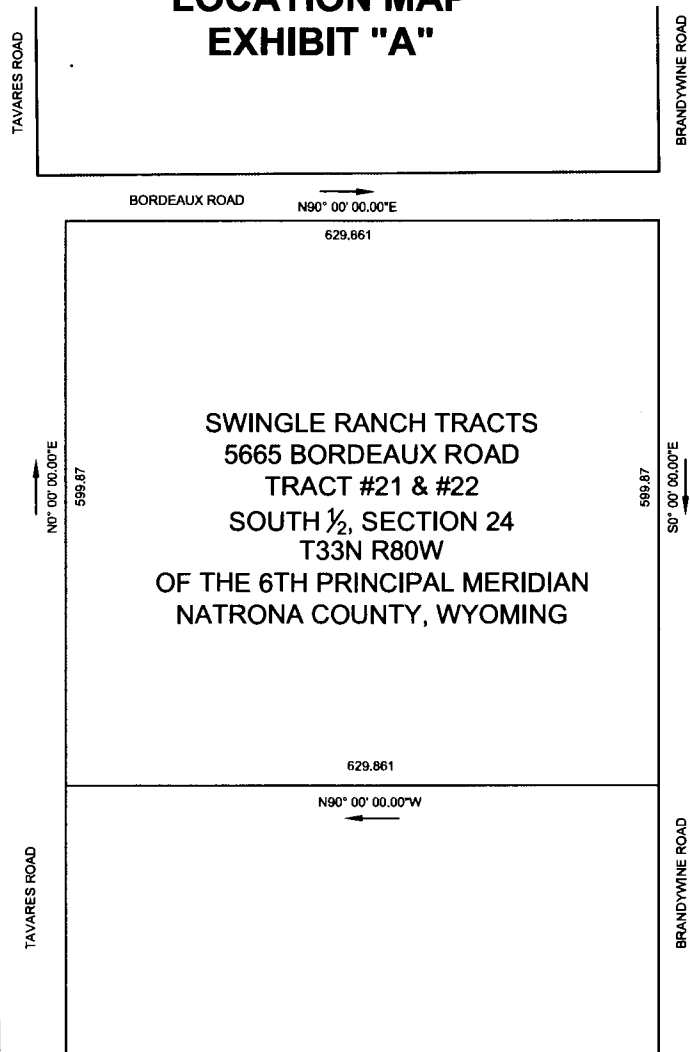 LOCATION MAP
EXHIBIT "A"
TAVARES ROAD
BRANDYWINE ROAD
BORDEAUX ROAD
N90° 00' 00.00"E
629.861
N0° 00' 00.00"E
599.87
SWINGLE RANCH TRACTS
5665 BORDEAUX ROAD
TRACT #21 & #22
SOUTH ½, SECTION 24
T33N R80W
OF THE 6TH PRINCIPAL MERIDIAN
NATRONA COUNTY, WYOMING
599.87
S0° 00' 00.00"E
629.861
N90° 00' 00.00"W
TAVARES ROAD
BRANDYWINE ROAD